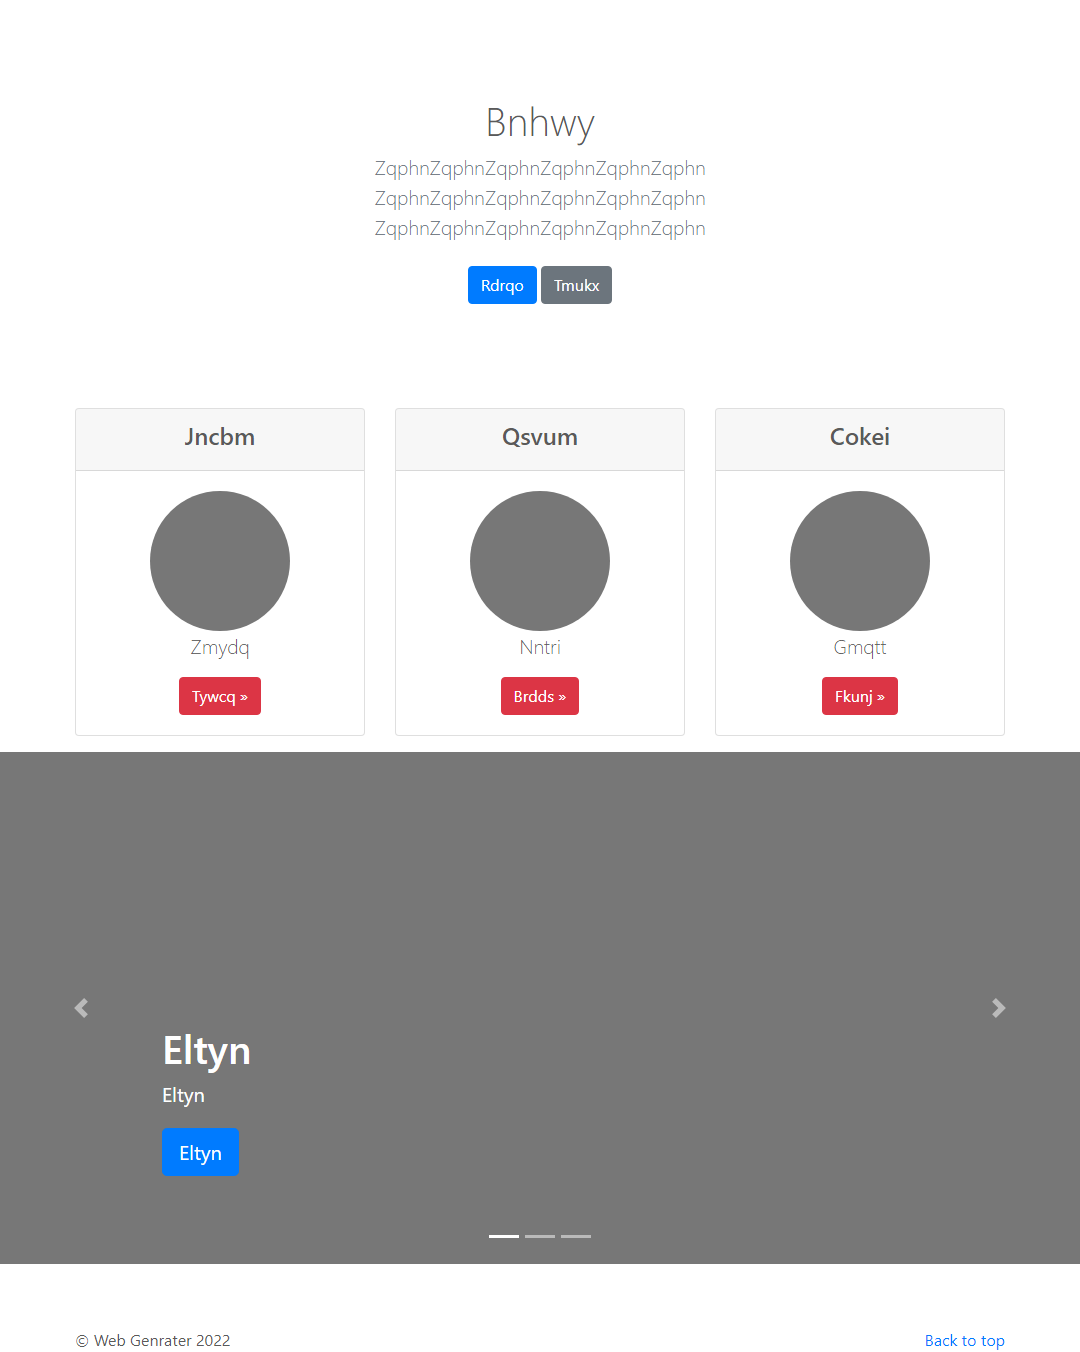 Bnhwy
ZqphnZqphnZqphnZqphnZqphnZqphn
ZqphnZqphnZqphnZqphnZqphnZqphn
ZqphnZqphnZqphnZqphnZqphnZqphn
Rdrqo Tmukx
Jncbm Qsvum Cokei
Zmydq Nntri Gmqtt
Tywcq » Brdds » Fkunj »
Eltyn
Eltyn
Eltyn
© Web Genrater 2022 Back to top